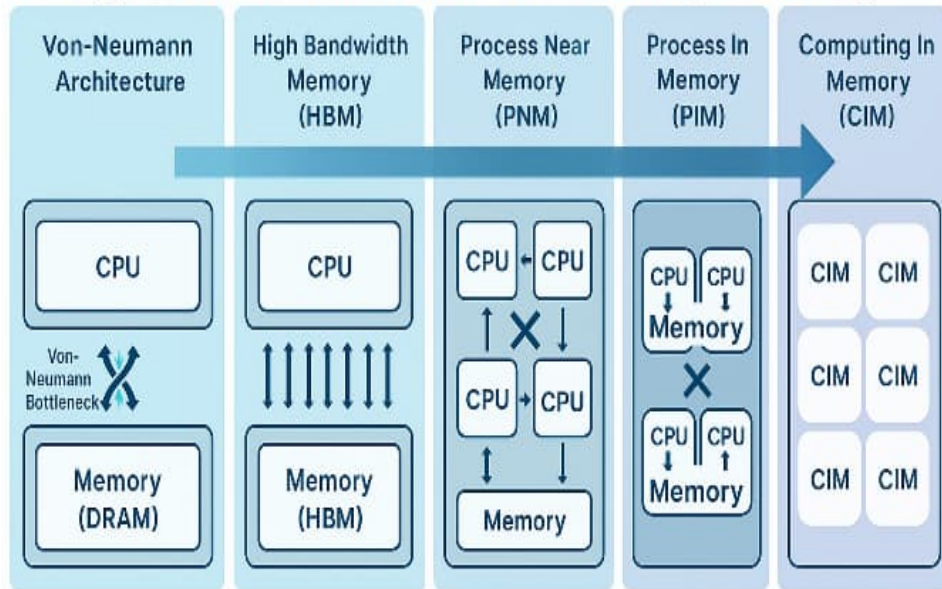 Von-Neumann
Architecture
High Bandwidth
Memory
(HBM)
Process Near
Memory
(PNM)
Process In
Memory
(PIM)
Computing In
Memory
(CIM)
CPU
Von-
Neumann
Bottleneck
Memory
(DRAM)
CPU
Memory
(HBM)
CPU CPU
CPU CPU
Memory
CPU CPU
Memory
CPU CPU
Memory
CIM CIM
CIM CIM
CIM CIM